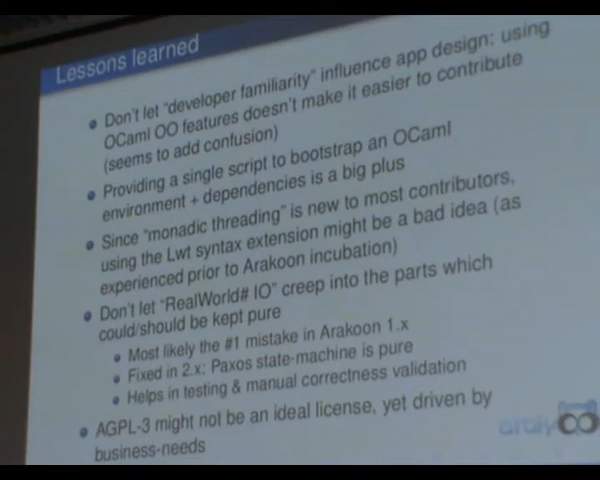 Lessons learned
Don't let "developer familiarity" influence app design: using
OCaml OO features doesn't make it easier to contribute
(seems to add confusion)
Providing a single script to bootstrap an OCaml
environment + dependencies is a big plus
Since "monadic threading" is new to most contributors,
using the Lwt syntax extension might be a bad idea (as
experienced prior to Arakoon incubation)
Don't let "RealWorld# IO" creep into the parts which
could/should be kept pure
Most likely the #1 mistake in Arakoon 1.x
Fixed in 2.x: Paxos state-machine is pure
Helps in testing & manual correctness validation
AGPL-3 might not be an ideal license, yet driven by
business-needs